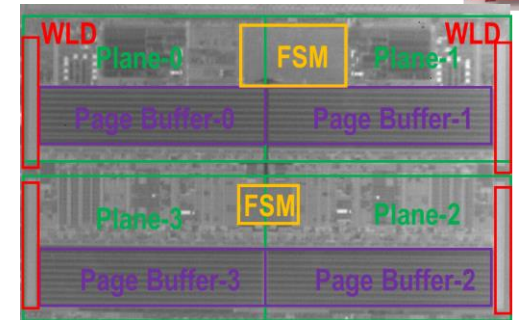 WLD FSM WLD
Plane-0 Plane-1
Page Buffer-0 Page Buffer-1
FSM
Plane-3 Plane-2
Page Buffer-3 Page Buffer-2